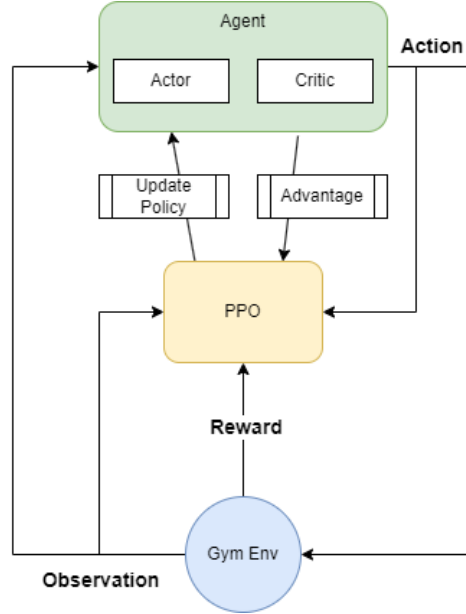 Agent
Action
Actor
Critic
Update
Policy
Advantage
PPO
Reward
Gym Env
Observation